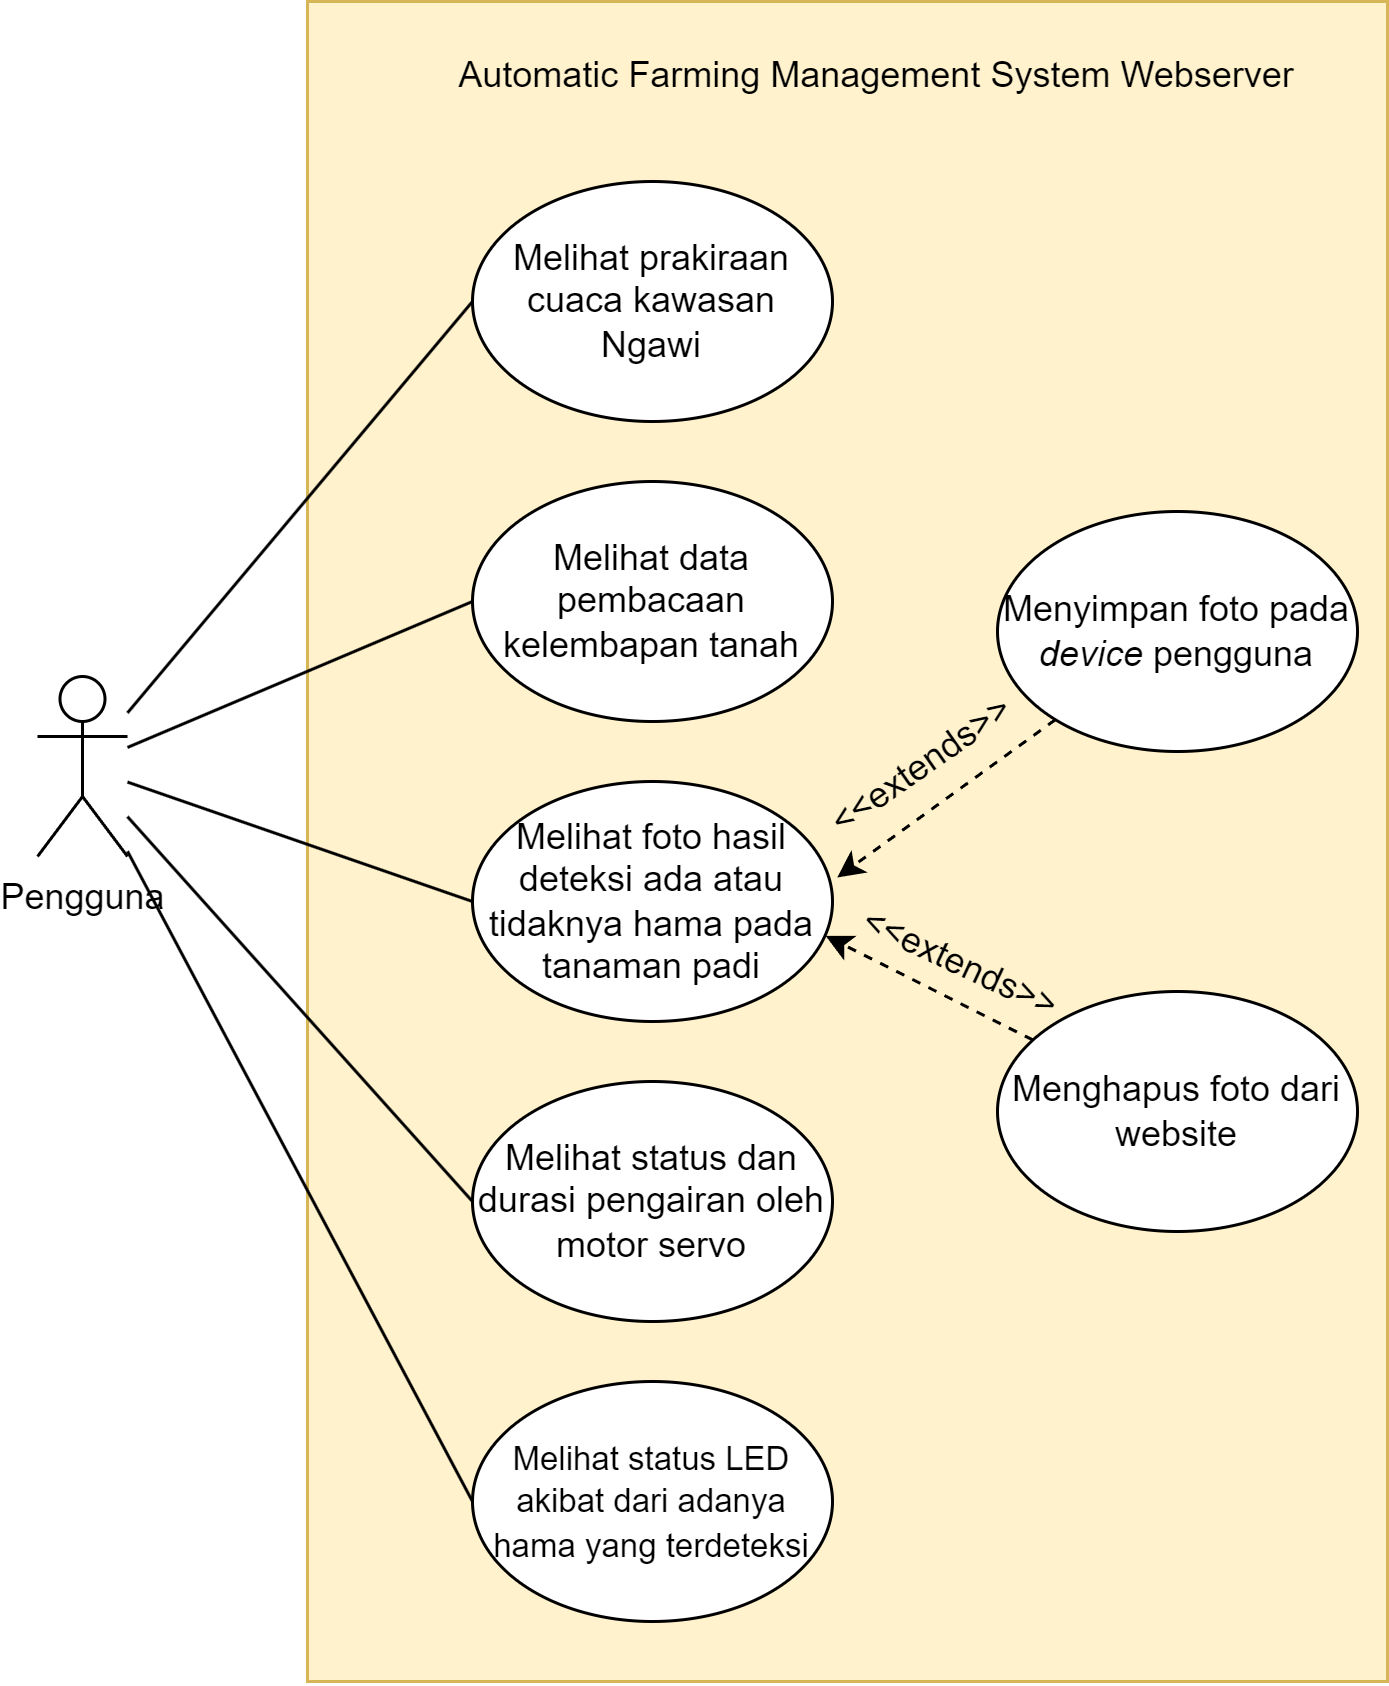 Automatic Farming Management System Webserver
Melihat prakiraan
cuaca kawasan
Ngawi
Melihat data
pembacaan
kelembapan tanah
Menyimpan foto pada
device pengguna
<<extends>>
Pengguna
Melihat foto hasil
deteksi ada atau
tidaknya hama pada
tanaman padi
<<extends>>
Menghapus foto dari
website
Melihat status dan
durasi pengairan oleh
motor servo
Melihat status LED
akibat dari adanya
hama yang terdeteksi